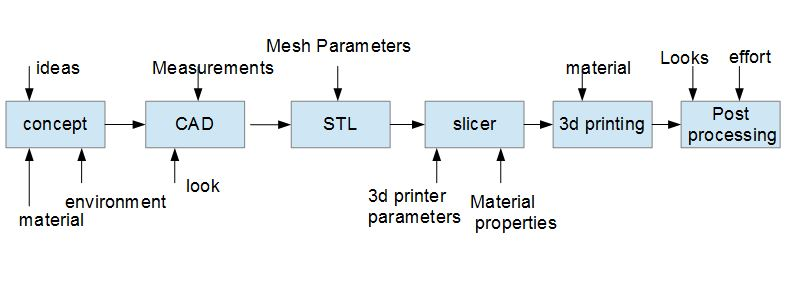 Mesh Parameters
ideas
Measurements
material
Looks
effort
concept
CAD
STL
slicer
3d printing
Post
processing
environment
material
look
3d printer
parameters
Material
properties